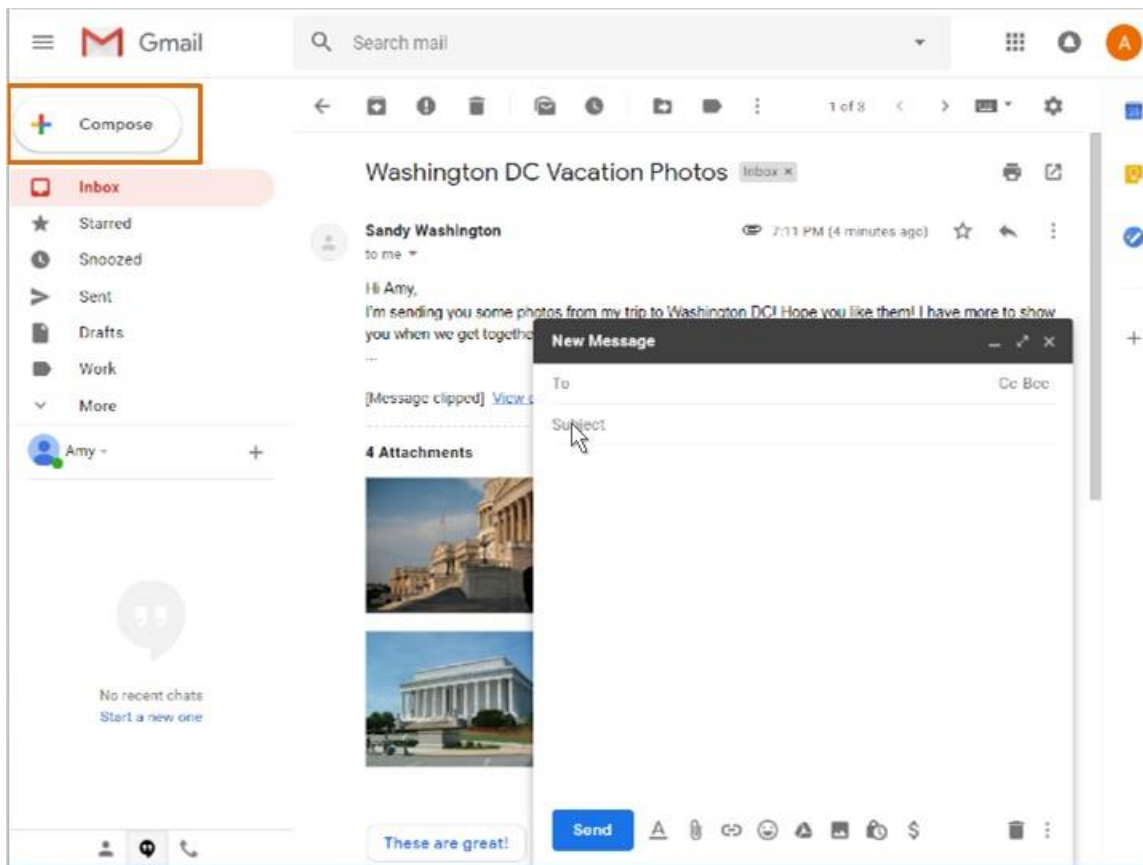 Gmail
Search mail
A
Compose
1 of 3
Inbox
Washington DC Vacation Photos Inbox ×
Starred
Sandy Washington 7:11 PM (4 minutes ago)
to me
Snoozed
Hi Amy,
Sent
I'm sending you some photos from my trip to Washington DC! Hope you like them! I have more to show
Drafts
you when we get togethe
New Message
...
Work
To Cc Bcc
[Message clipped] View
More
Subject
Amy
4 Attachments
No recent chats
Start a new one
Send
These are great!